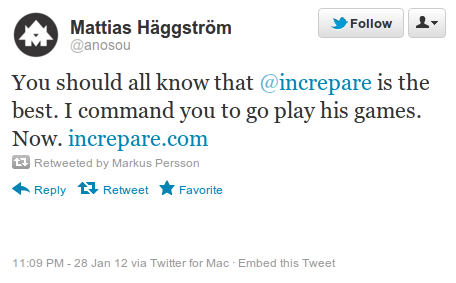 Mattias Häggström
@anosou
Follow
You should all know that @increpare is the
best. I command you to go play his games.
Now. increpare.com
Retweeted by Markus Persson
Reply Retweet Favorite
11:09 PM - 28 Jan 12 via Twitter for Mac · Embed this Tweet